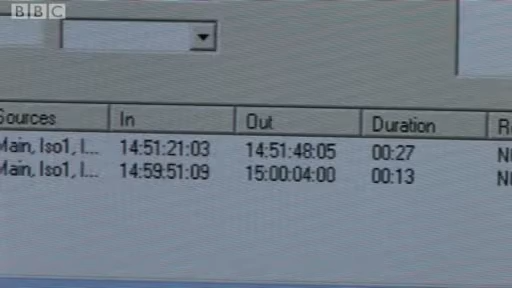 BBC
Sources In Out Duration
Main, Iso1, I... 14:51:21:03 14:51:48:05 00:27
Main, Iso1, I... 14:59:51:09 15:00:04:00 00:13